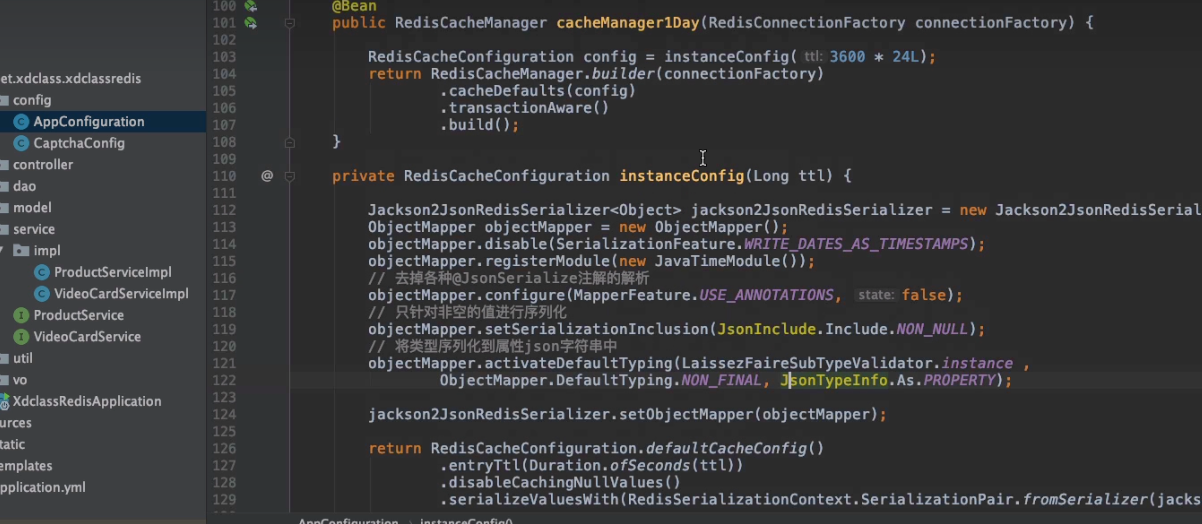 et.xdclass.xdclassredis
config
AppConfiguration
CaptchaConfig
controller
dao
model
service
impl
ProductServiceImpl
VideoCardServiceImpl
ProductService
VideoCardService
util
vo
XdclassRedisApplication
urces
tatic
emplates
pplication.yml
100 @Bean
101 public RedisCacheManager cacheManager1Day(RedisConnectionFactory connectionFactory) {
102
103 RedisCacheConfiguration config = instanceConfig( ttl: 3600 * 24L);
104 return RedisCacheManager.builder(connectionFactory)
105 .cacheDefaults(config)
106 .transactionAware()
107 .build();
108 }
109
110 @ private RedisCacheConfiguration instanceConfig(Long ttl) {
111
112 Jackson2JsonRedisSerializer<Object> jackson2JsonRedisSerializer = new Jackson2JsonRedisSerial
113 ObjectMapper objectMapper = new ObjectMapper();
114 objectMapper.disable(SerializationFeature.WRITE_DATES_AS_TIMESTAMPS);
115 objectMapper.registerModule(new JavaTimeModule());
116 // 去掉各种@JsonSerialize注解的解析
117 objectMapper.configure(MapperFeature.USE_ANNOTATIONS, state: false);
118 // 只针对非空的值进行序列化
119 objectMapper.setSerializationInclusion(JsonInclude.Include.NON_NULL);
120 // 将类型序列化到属性json字符串中
121 objectMapper.activateDefaultTyping(LaissezFaireSubTypeValidator.instance ,
122 ObjectMapper.DefaultTyping.NON_FINAL, JsonTypeInfo.As.PROPERTY);
123
124 jackson2JsonRedisSerializer.setObjectMapper(objectMapper);
125
126 return RedisCacheConfiguration.defaultCacheConfig()
127 .entryTtl(Duration.ofSeconds(ttl))
128 .disableCachingNullValues()
129 .serializeValuesWith(RedisSerializationContext.SerializationPair.fromSerializer(jacks
AppConfiguration › instanceConfig()